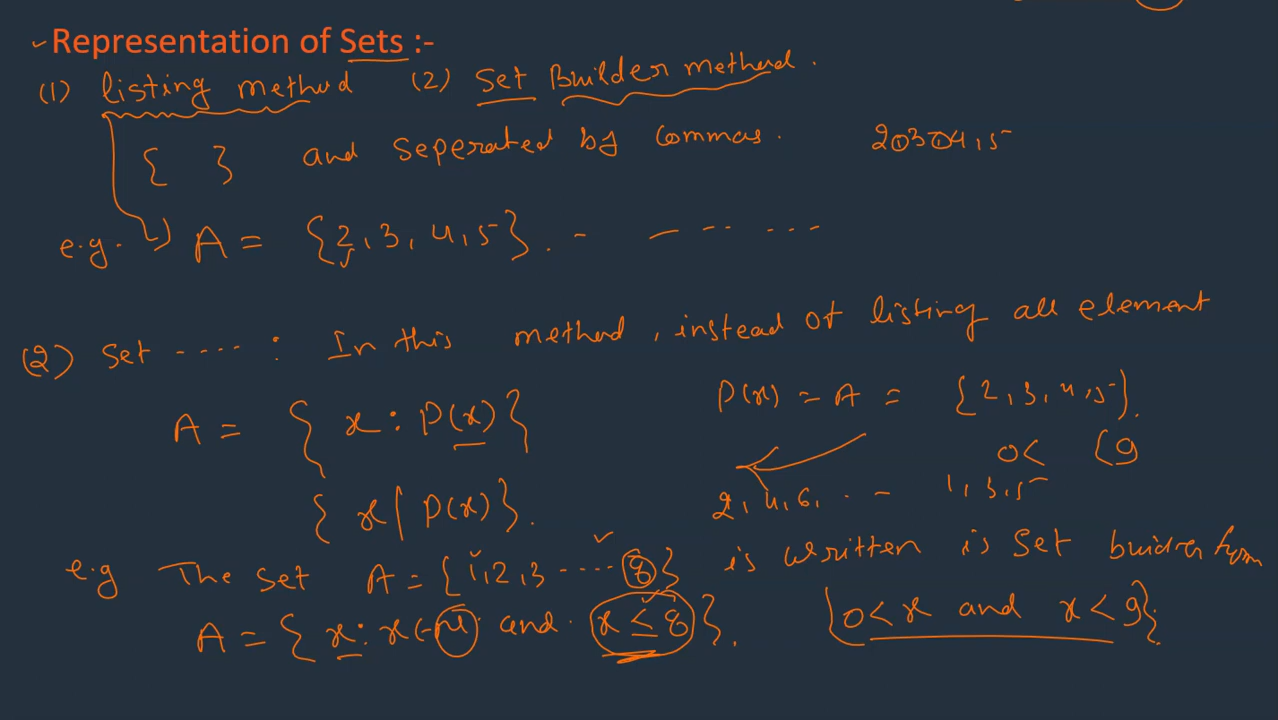 Representation of Sets :-
(1) listing method (2) Set Builder method.
{ } and seperated by commas. 2,3,4,5
e.g. A = {2,3,4,5}. - - -- ---
(2) Set ---- : In this method, instead of listing all element
A = { x : P(x) } P(x) = A = {2,3,4,5}.
0< <9
{ x | P(x) }. 2,4,6, .. - 1,3,5
e.g The Set A = {1,2,3 ---- 8} is written is Set builder form
A = { x : x ∈ N and x ≤ 8 }. {0 < x and x < 9}.